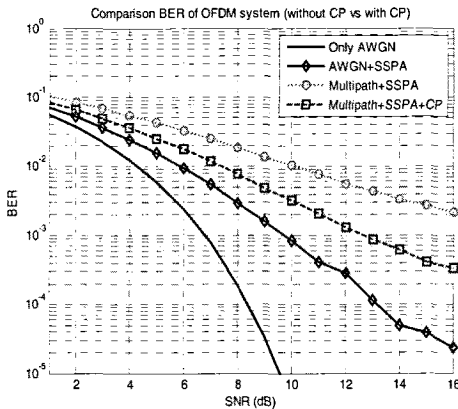 Comparison BER of OFDM system (without CP vs with CP)
Only AWGN
AWGN+SSPA
Multipath+SSPA
Multipath+SSPA+CP
10^0
10^-1
10^-2
10^-3
10^-4
10^-5
BER
2 4 6 8 10 12 14 16
SNR (dB)